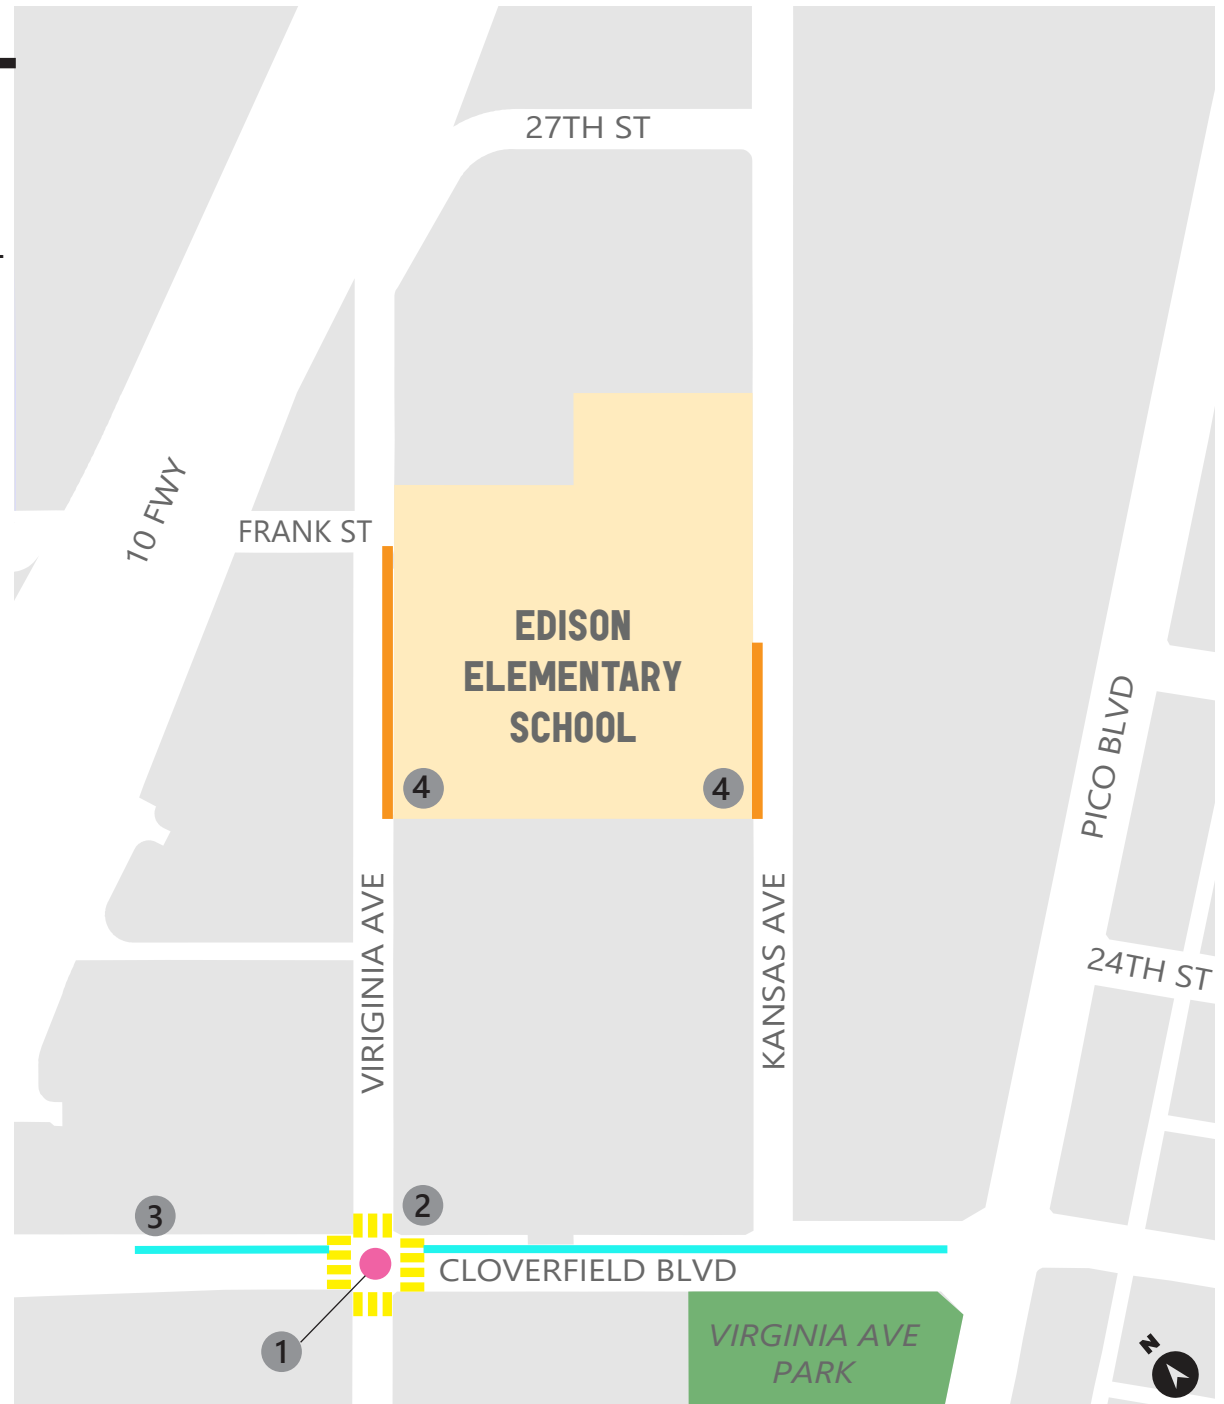 27TH ST
10 FWY
FRANK ST
EDISON
ELEMENTARY
SCHOOL
PICO BLVD
4
4
VIRIGINIA AVE
KANSAS AVE
24TH ST
2
3
CLOVERFIELD BLVD
1
VIRGINIA AVE
PARK
N